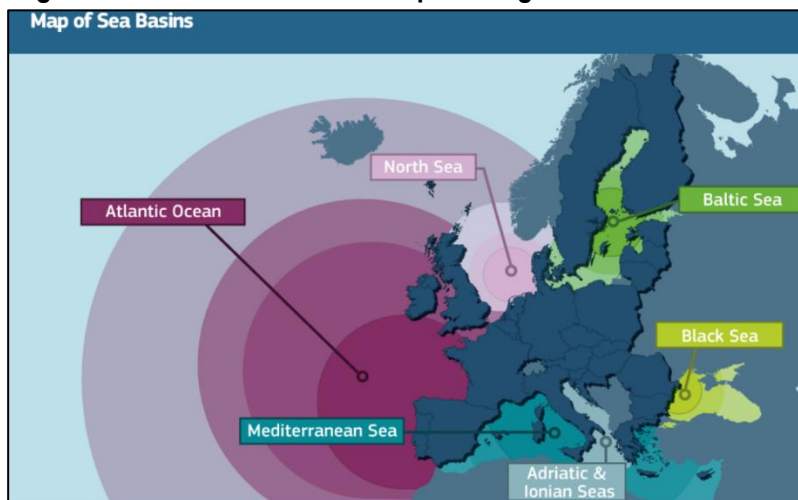 Map of Sea Basins
North Sea
Atlantic Ocean
Baltic Sea
Black Sea
Mediterranean Sea
Adriatic &
Ionian Seas